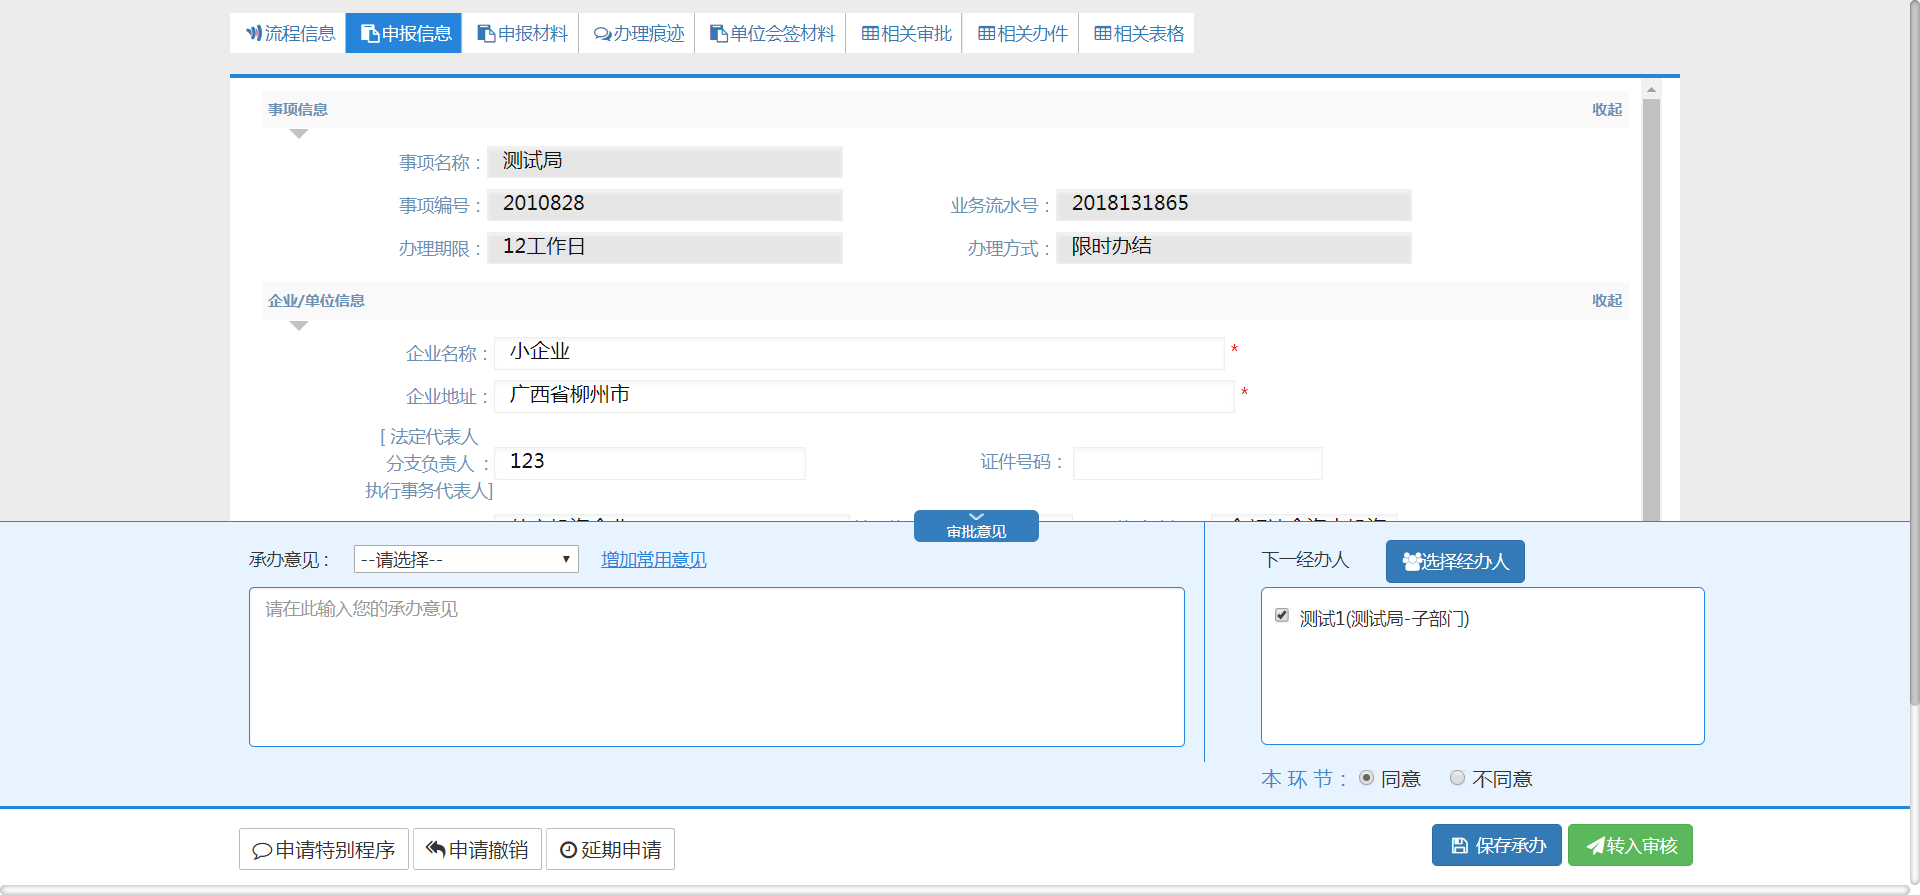 流程信息 申报信息 申报材料 办理痕迹 单位会签材料 相关审批 相关办件 相关表格
事项信息 收起
事项名称： 测试局
事项编号： 2010828 业务流水号： 2018131865
办理期限： 12工作日 办理方式： 限时办结
企业/单位信息 收起
企业名称： 小企业 *
企业地址： 广西省柳州市 *
[ 法定代表人
分支负责人 ： 123 证件号码：
执行事务代表人]
审批意见
承办意见： --请选择-- 增加常用意见 下一经办人 选择经办人
请在此输入您的承办意见
测试1(测试局-子部门)
本 环 节 ： 同意 不同意
申请特别程序 申请撤销 延期申请 保存承办 转入审核